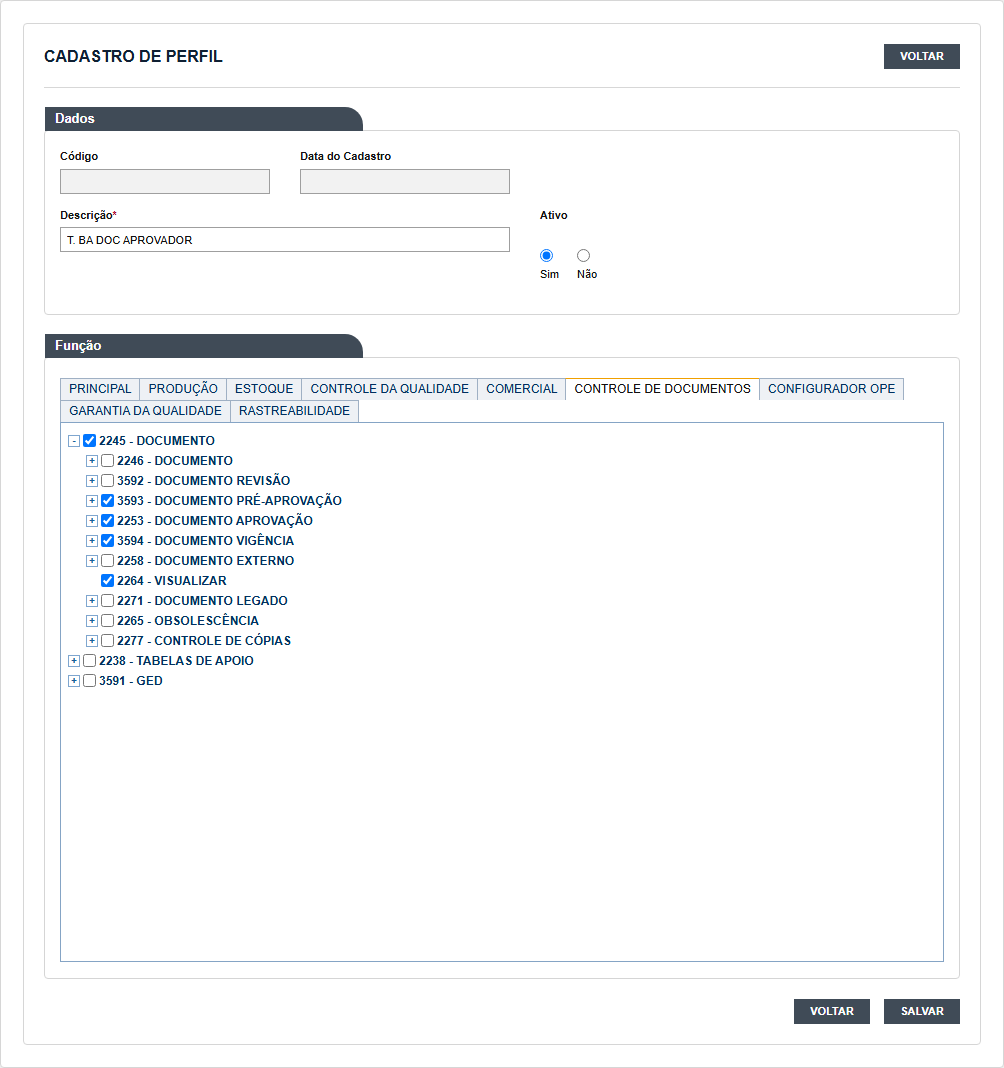 CADASTRO DE PERFIL
VOLTAR
Dados
Código
Data do Cadastro
Descrição*
Ativo
T. BA DOC APROVADOR
Sim
Não
Função
PRINCIPAL
PRODUÇÃO
ESTOQUE
CONTROLE DA QUALIDADE
COMERCIAL
CONTROLE DE DOCUMENTOS
CONFIGURADOR OPE
GARANTIA DA QUALIDADE
RASTREABILIDADE
2245 - DOCUMENTO
2246 - DOCUMENTO
3592 - DOCUMENTO REVISÃO
3593 - DOCUMENTO PRÉ-APROVAÇÃO
2253 - DOCUMENTO APROVAÇÃO
3594 - DOCUMENTO VIGÊNCIA
2258 - DOCUMENTO EXTERNO
2264 - VISUALIZAR
2271 - DOCUMENTO LEGADO
2265 - OBSOLESCÊNCIA
2277 - CONTROLE DE CÓPIAS
2238 - TABELAS DE APOIO
3591 - GED
VOLTAR
SALVAR